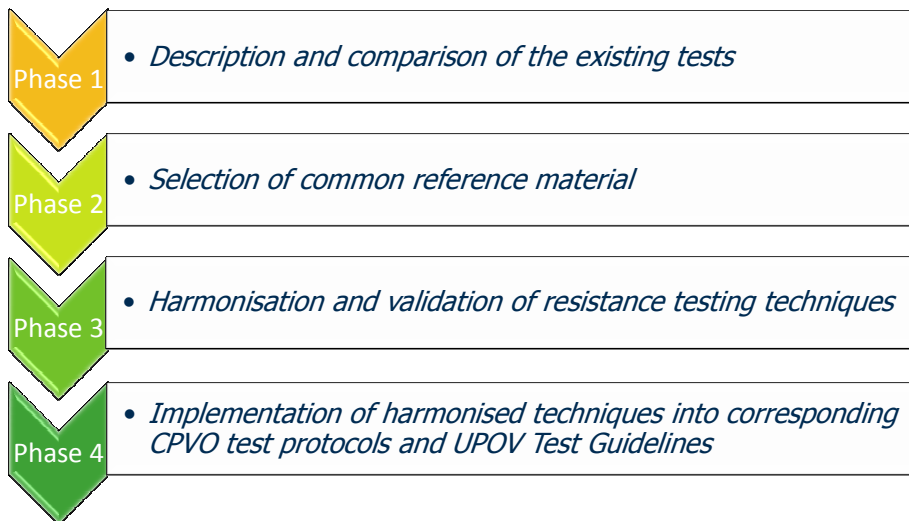 Phase 1
• Description and comparison of the existing tests
Phase 2
• Selection of common reference material
Phase 3
• Harmonisation and validation of resistance testing techniques
Phase 4
• Implementation of harmonised techniques into corresponding
CPVO test protocols and UPOV Test Guidelines